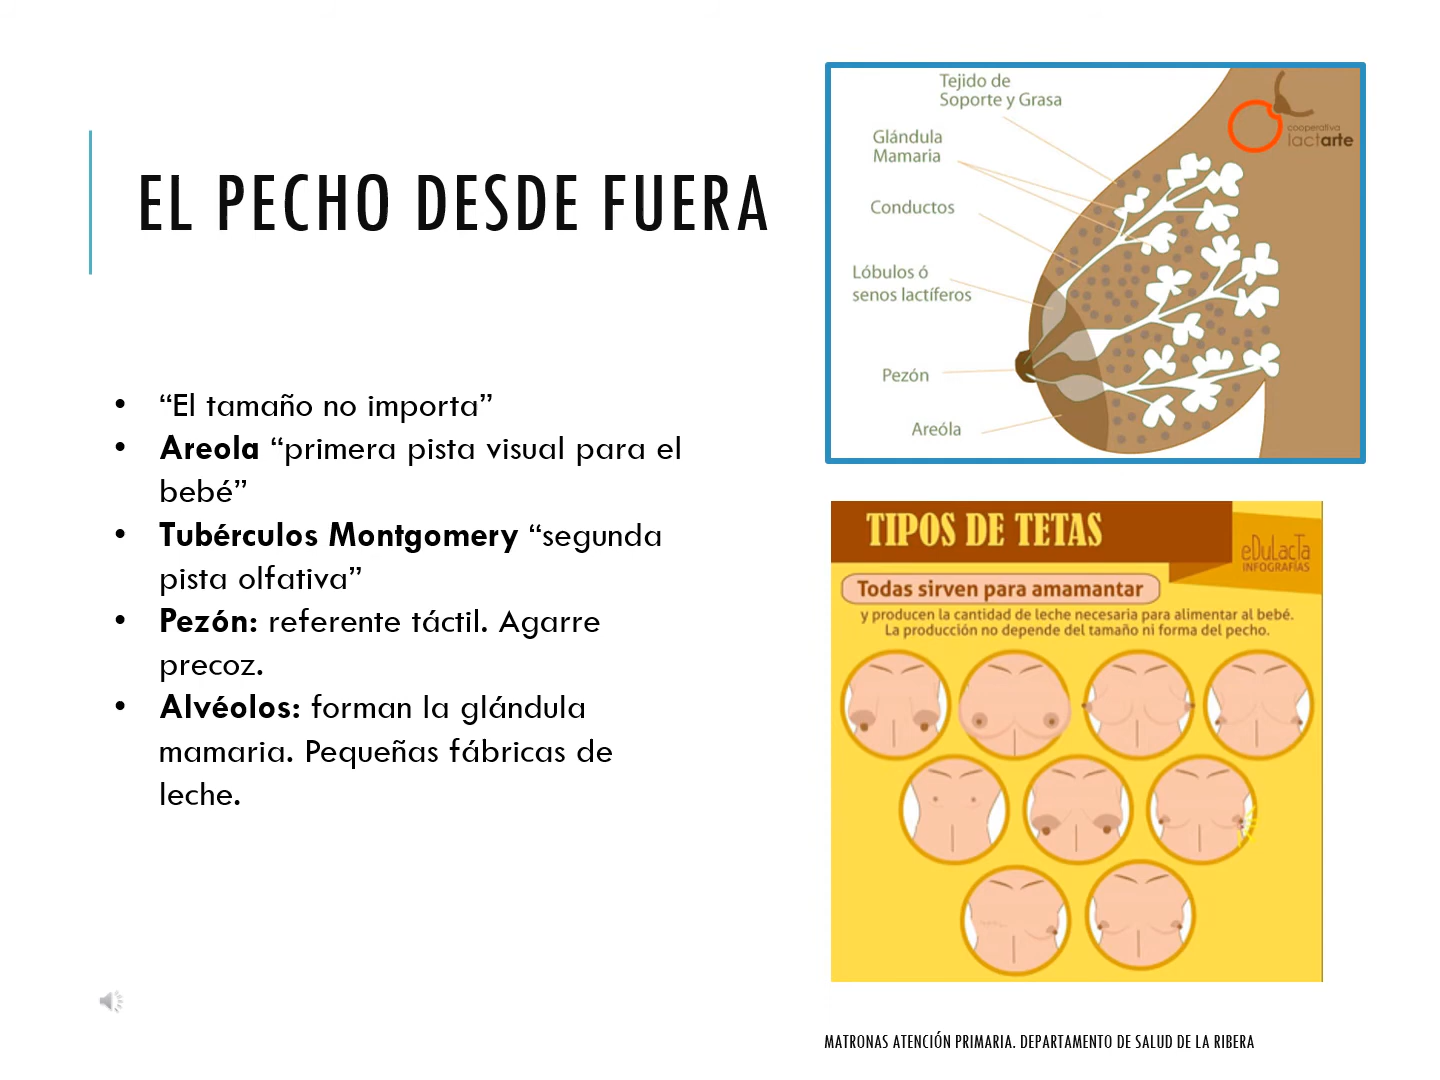 EL PECHO DESDE FUERA
• “El tamaño no importa”
• Areola “primera pista visual para el
bebé”
• Tubérculos Montgomery “segunda
pista olfativa”
• Pezón: referente táctil. Agarre
precoz.
• Alvéolos: forman la glándula
mamaria. Pequeñas fábricas de
leche.
Tejido de
Soporte y Grasa
Glándula
Mamaria
Conductos
Lóbulos ó
senos lactíferos
Pezón
Areóla
cooperativa
lactarte
TIPOS DE TETAS
eDuLacTa
INFOGRAFÍAS
Todas sirven para amamantar
y producen la cantidad de leche necesaria para alimentar al bebé.
La producción no depende del tamaño ni forma del pecho.
MATRONAS ATENCIÓN PRIMARIA. DEPARTAMENTO DE SALUD DE LA RIBERA